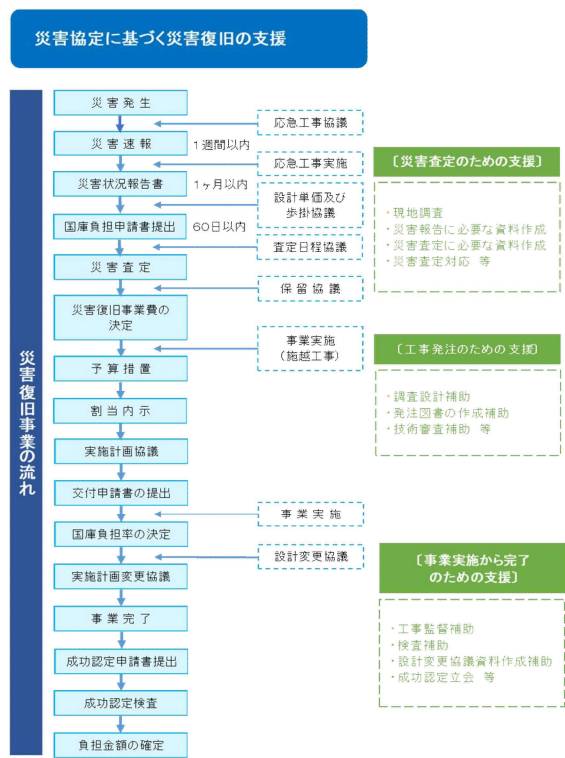 災害協定に基づく災害復旧の支援
災害復旧事業の流れ
災害発生
応急工事協議
災害速報
1週間以内
応急工事実施
災害状況報告書
1ヶ月以内
設計単価及び
歩掛協議
国庫負担申請書提出
60日以内
査定日程協議
災害査定
保留協議
災害復旧事業費の
決定
事業実施
（施越工事）
予算措置
割当内示
実施計画協議
交付申請書の提出
事業実施
国庫負担率の決定
設計変更協議
実施計画変更協議
事業完了
成功認定申請書提出
成功認定検査
負担金額の確定
〔災害査定のための支援〕
・現地調査
・災害報告に必要な資料作成
・災害査定に必要な資料作成
・災害査定対応 等
〔工事発注のための支援〕
・調査設計補助
・発注図書の作成補助
・技術審査補助 等
〔事業実施から完了
のための支援〕
・工事監督補助
・検査補助
・設計変更協議資料作成補助
・成功認定立会 等